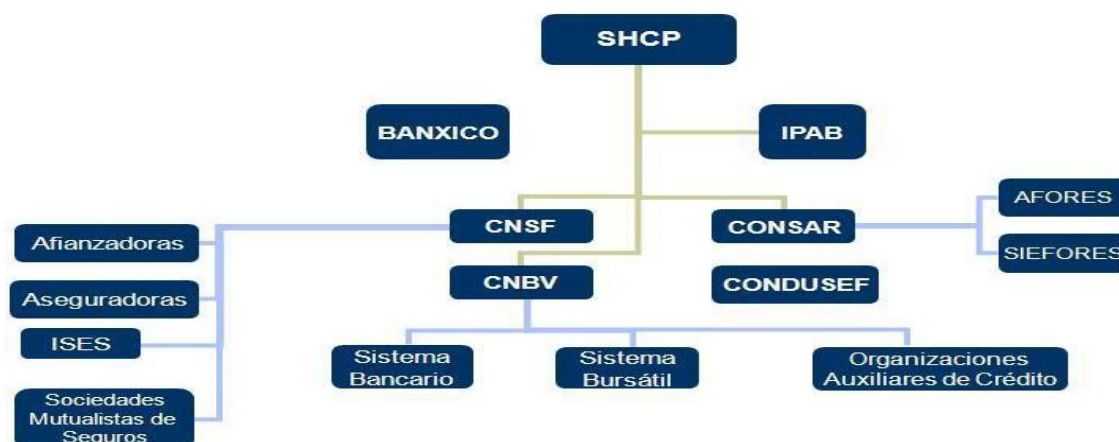 SHCP
BANXICO
IPAB
CNSF
CONSAR
AFORES
SIEFORES
Afianzadoras
CNBV
CONDUSEF
Aseguradoras
ISES
Sistema
Bancario
Sistema
Bursátil
Organizaciones
Auxiliares de Crédito
Sociedades
Mutualistas de
Seguros